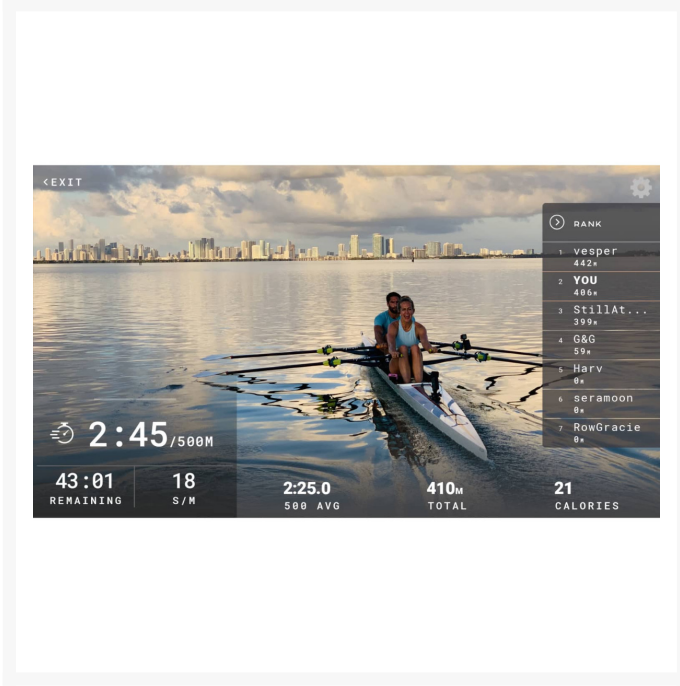 <EXIT
RANK
1 vesper
442m
2 YOU
406m
3 StillAt...
399m
4 G&G
59m
5 Harv
0m
6 seramoon
0m
7 RowGracie
0m
2:45/500M
43:01
REMAINING
18
S/M
2:25.0
500 AVG
410M
TOTAL
21
CALORIES